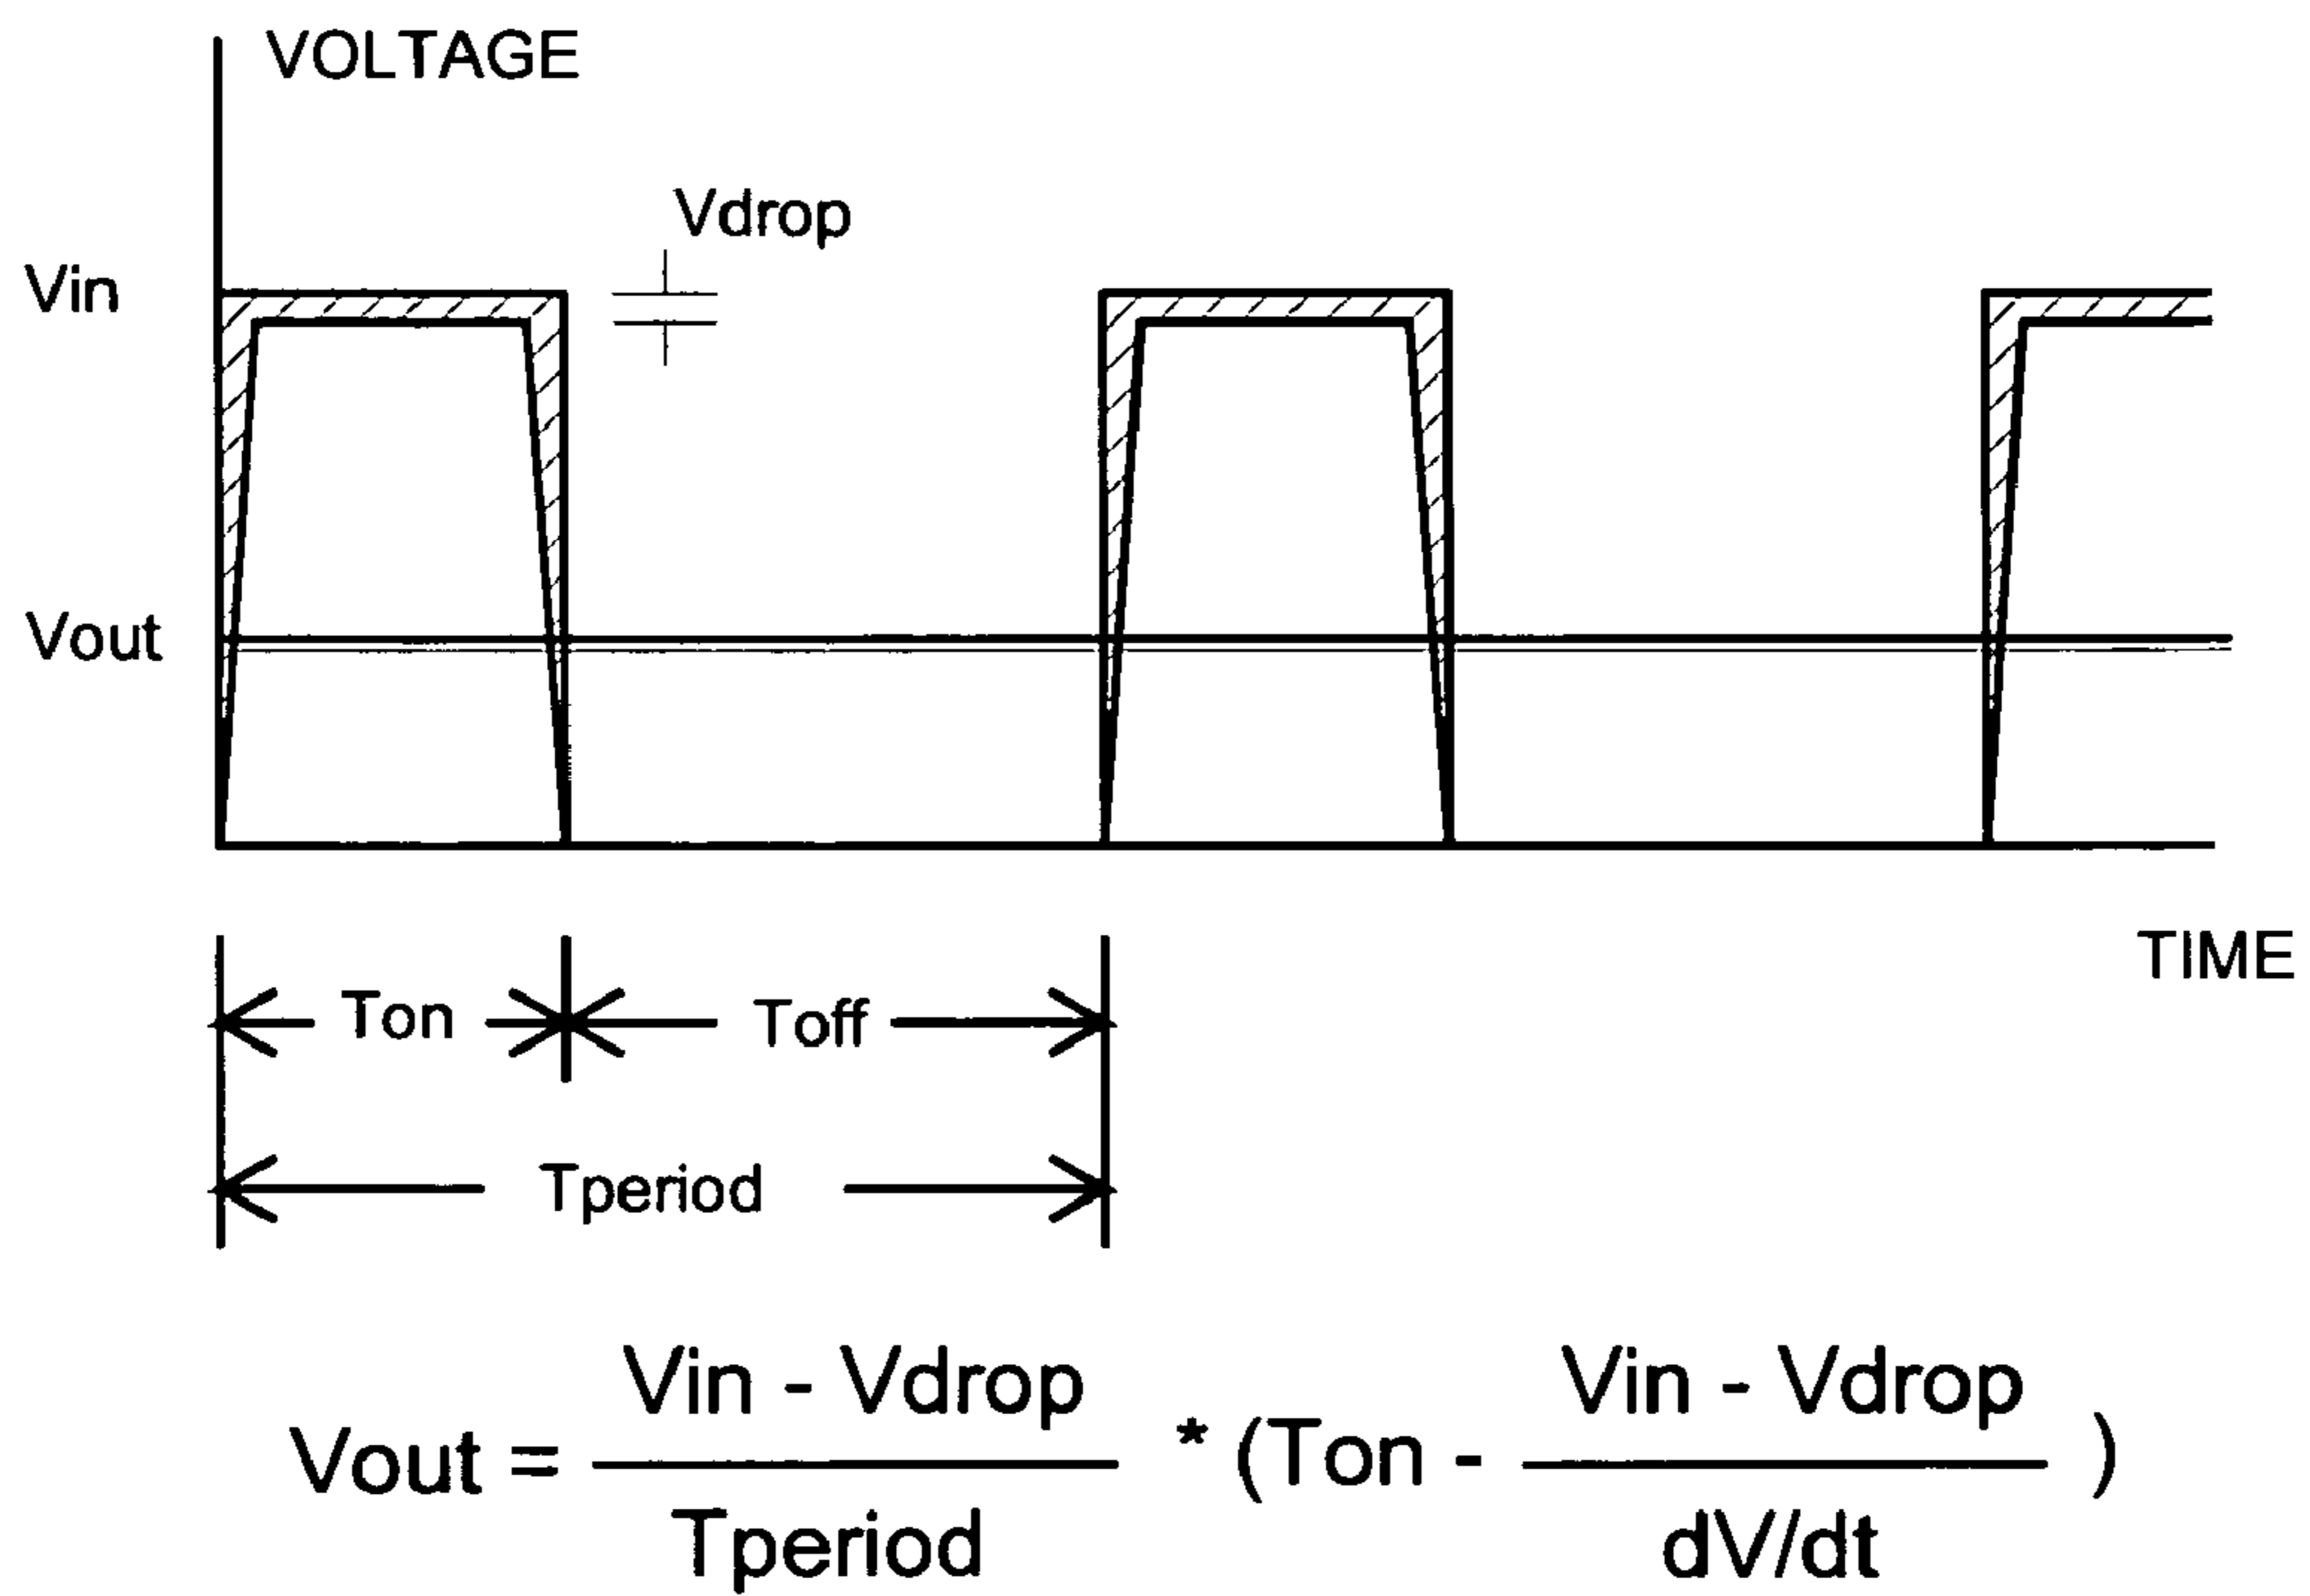 VOLTAGE
Vdrop
Vin
Vout
TIME
Ton
Toff
Tperiod
Vout = Vin - Vdrop / Tperiod * (Ton - Vin - Vdrop / dV/dt )